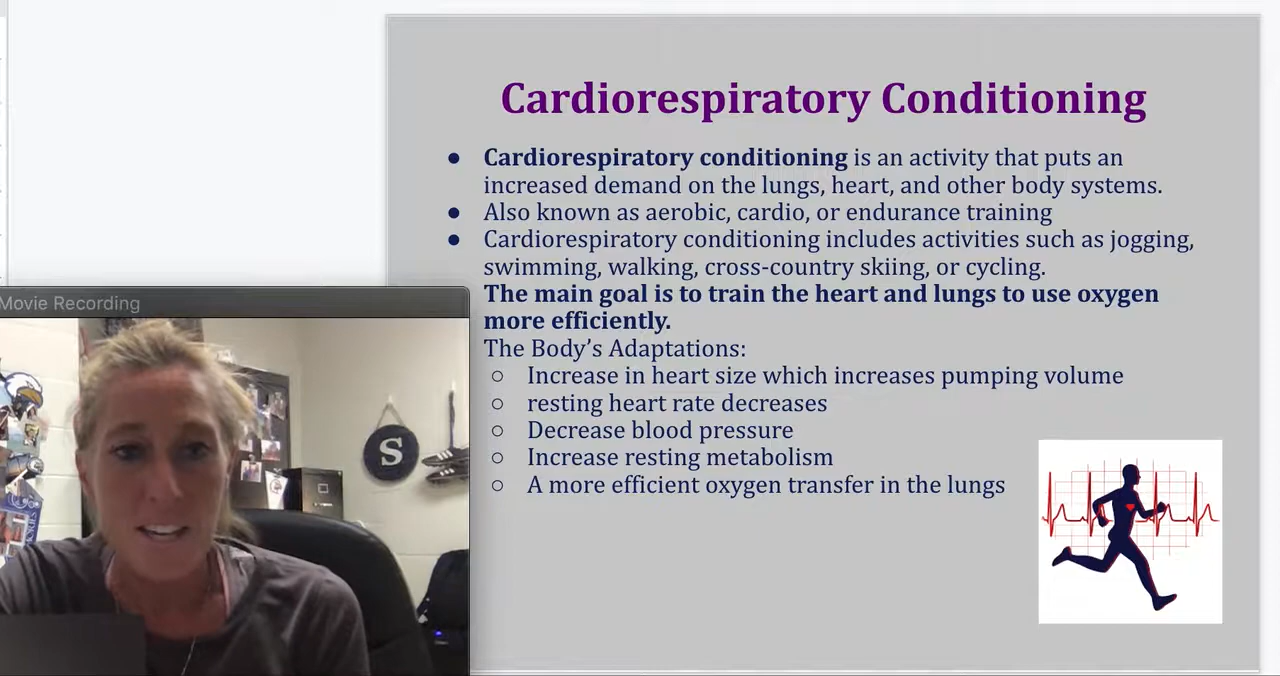 Cardiorespiratory Conditioning
● Cardiorespiratory conditioning is an activity that puts an
increased demand on the lungs, heart, and other body systems.
● Also known as aerobic, cardio, or endurance training
● Cardiorespiratory conditioning includes activities such as jogging,
swimming, walking, cross-country skiing, or cycling.
The main goal is to train the heart and lungs to use oxygen
more efficiently.
The Body’s Adaptations:
○ Increase in heart size which increases pumping volume
○ resting heart rate decreases
○ Decrease blood pressure
○ Increase resting metabolism
○ A more efficient oxygen transfer in the lungs
Movie Recording
S